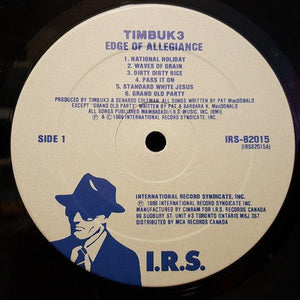 TIMBUK3
EDGE OF ALLEGIANCE
1. NATIONAL HOLIDAY
2. WAVES OF GRAIN
3. DIRTY DIRTY RICE
4. PASS IT ON
5. STANDARD WHITE JESUS
6. GRAND OLD PARTY
PRODUCED BY TIMBUK3 & DENARDO COLEMAN. ALL SONGS WRITTEN BY PAT MacDONALD
EXCEPT "GRAND OLD PARTY": WRITTEN BY PAT & BARBARA K. MacDONALD
ALL SONGS PUBLISHED MAMBADADJI/I.R.S. MUSIC INC. (BMI)
℗ © 1989 INTERNATIONAL RECORD SYNDICATE, INC.
SIDE 1
IRS-82015
(IRS82015A)
INTERNATIONAL RECORD SYNDICATE, INC.
© 1989 INTERNATIONAL RECORD SYNDICATE, INC.
MANUFACTURED BY CINRAM FOR I.R.S. RECORDS CANADA
99 SUDBURY ST. UNIT #3 TORONTO ONTARIO M6J 3S7
DISTRIBUTED BY MCA RECORDS CANADA
I.R.S.